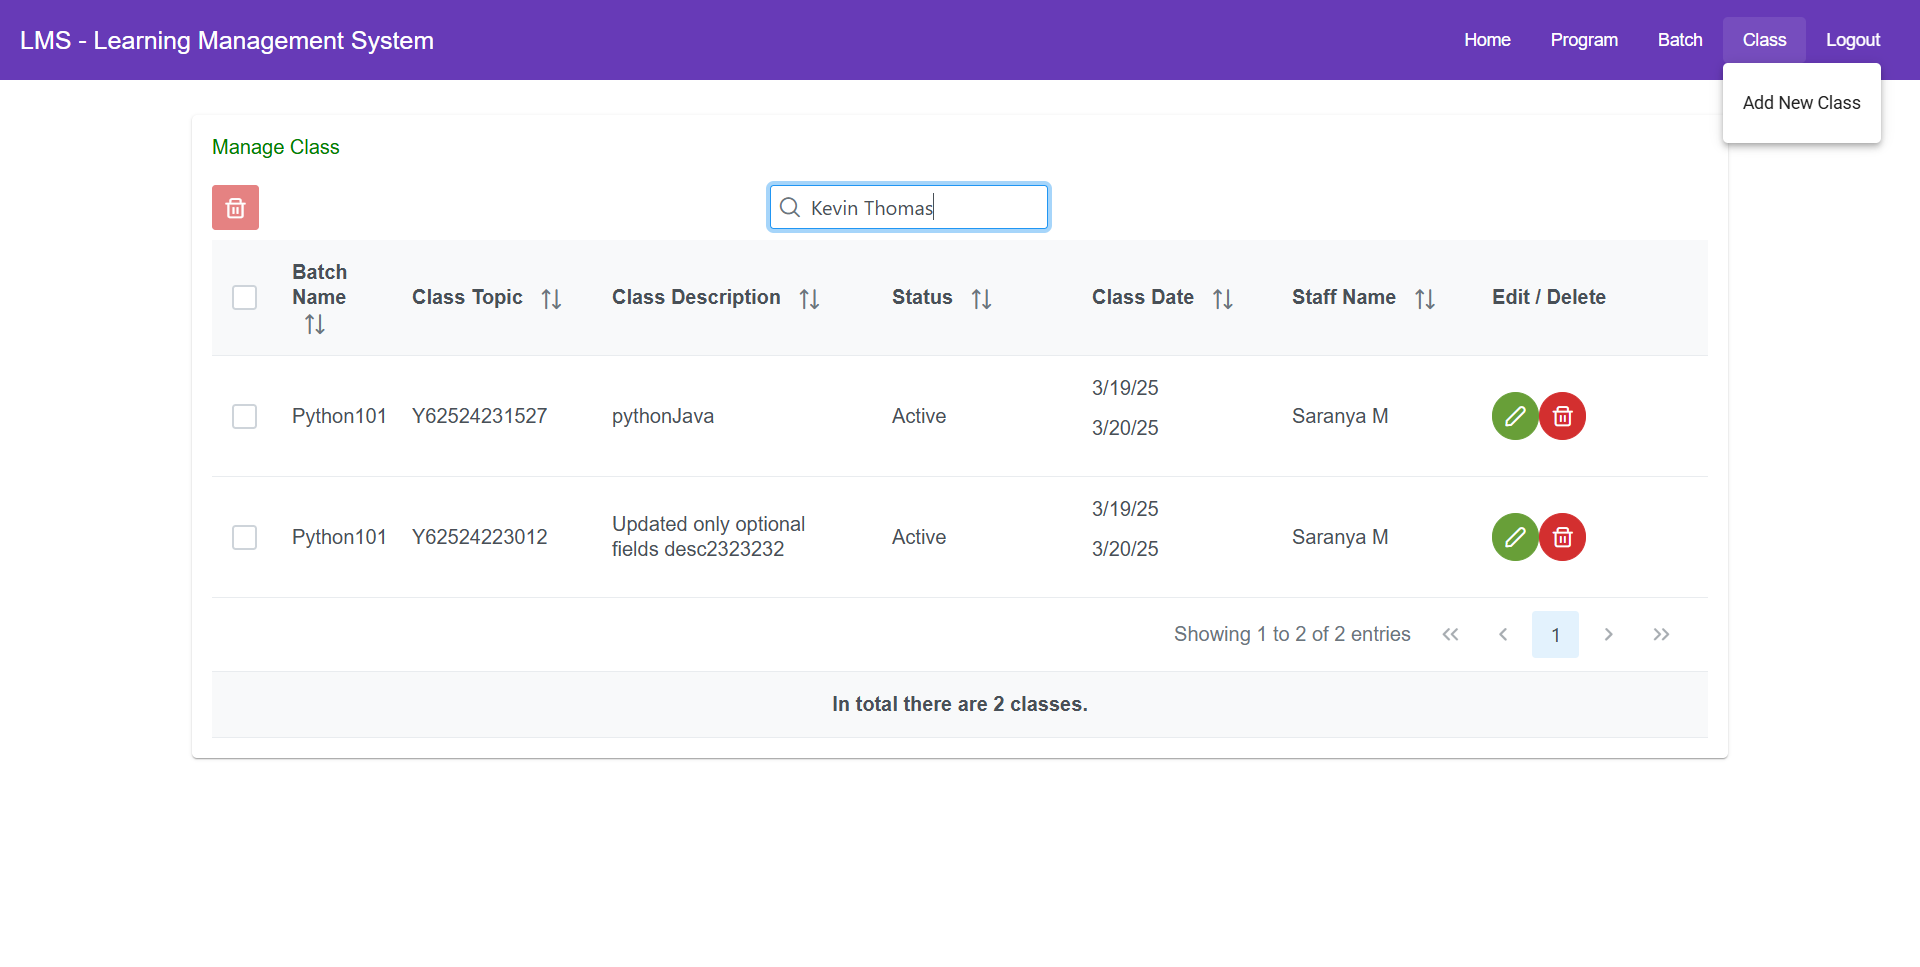 LMS - Learning Management System
Home Program Batch Class Logout
Add New Class
Manage Class
Kevin Thomas
Batch Name Class Topic Class Description Status Class Date Staff Name Edit / Delete
Python101 Y62524231527 pythonJava Active 3/19/25 Saranya M
3/20/25
Python101 Y62524223012 Updated only optional Active 3/19/25 Saranya M
fields desc2323232 3/20/25
Showing 1 to 2 of 2 entries << < 1 > >>
In total there are 2 classes.